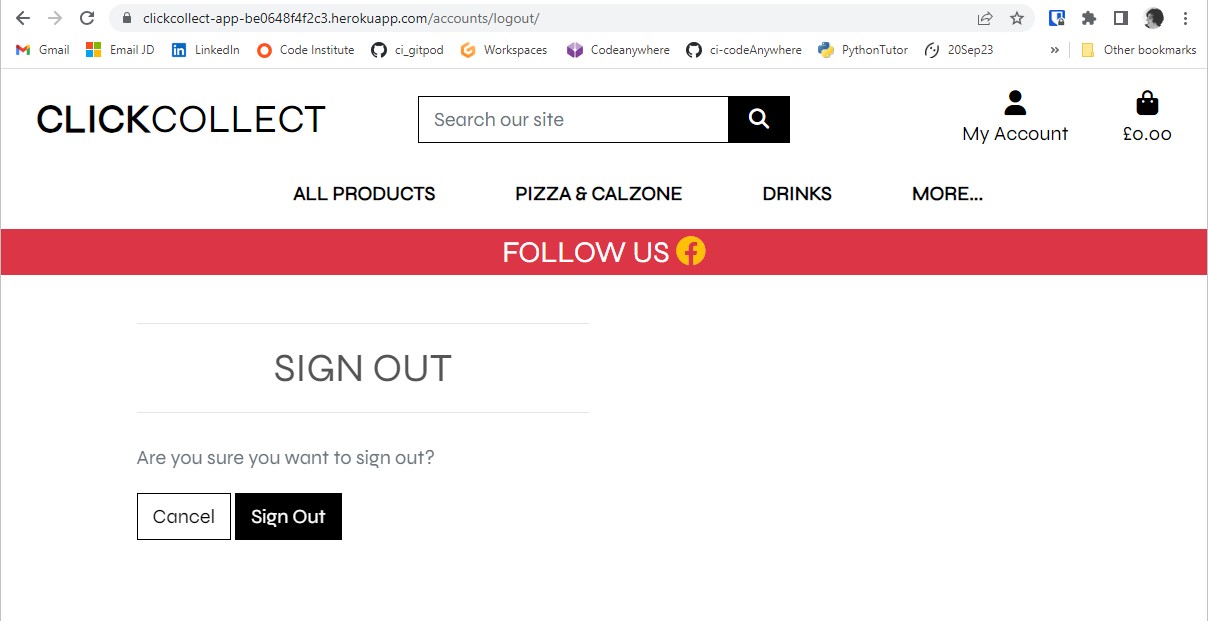 clickcollect-app-be0648f4f2c3.herokuapp.com/accounts/logout/
Gmail Email JD LinkedIn Code Institute ci_gitpod Workspaces Codeanywhere ci-codeAnywhere PythonTutor 20Sep23 » Other bookmarks
CLICKCOLLECT
Search our site
My Account
£0.00
ALL PRODUCTS PIZZA & CALZONE DRINKS MORE...
FOLLOW US
SIGN OUT
Are you sure you want to sign out?
Cancel Sign Out